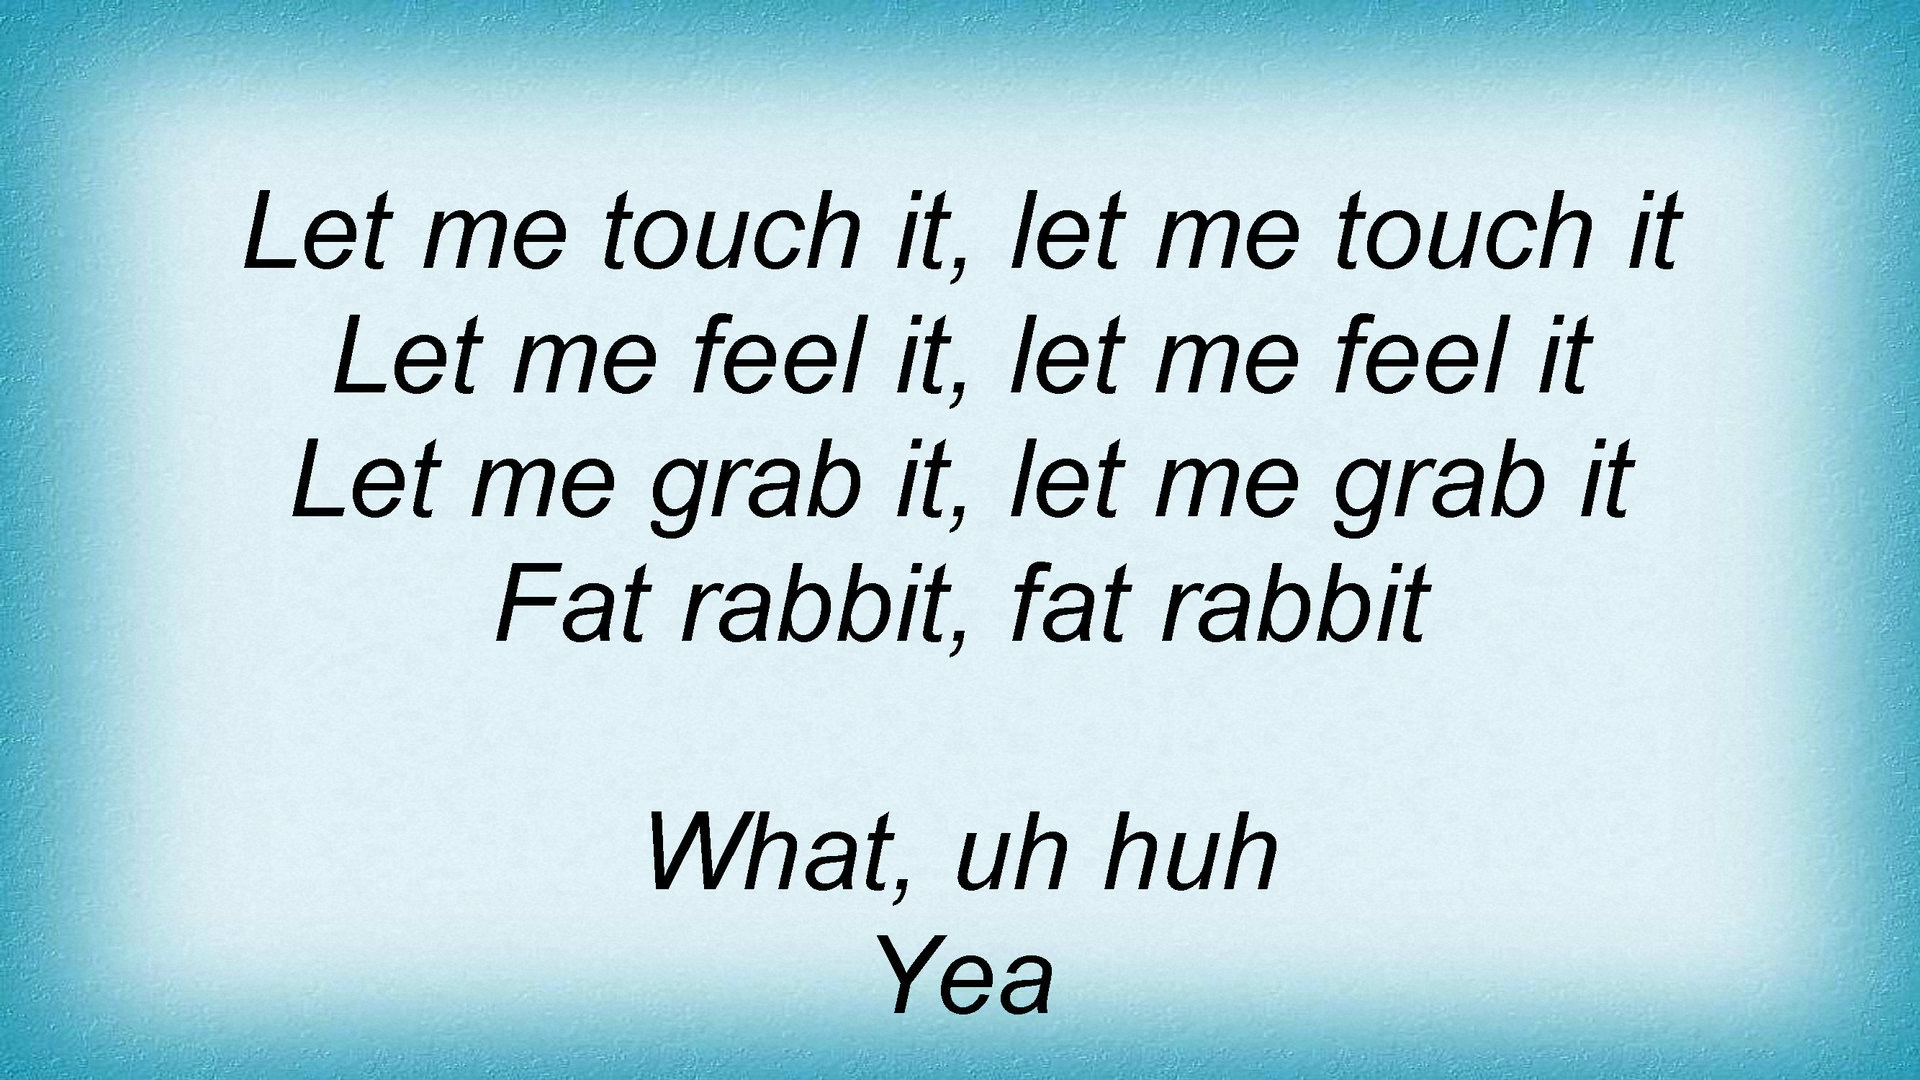 Let me touch it, let me touch it
Let me feel it, let me feel it
Let me grab it, let me grab it
Fat rabbit, fat rabbit
What, uh huh
Yea